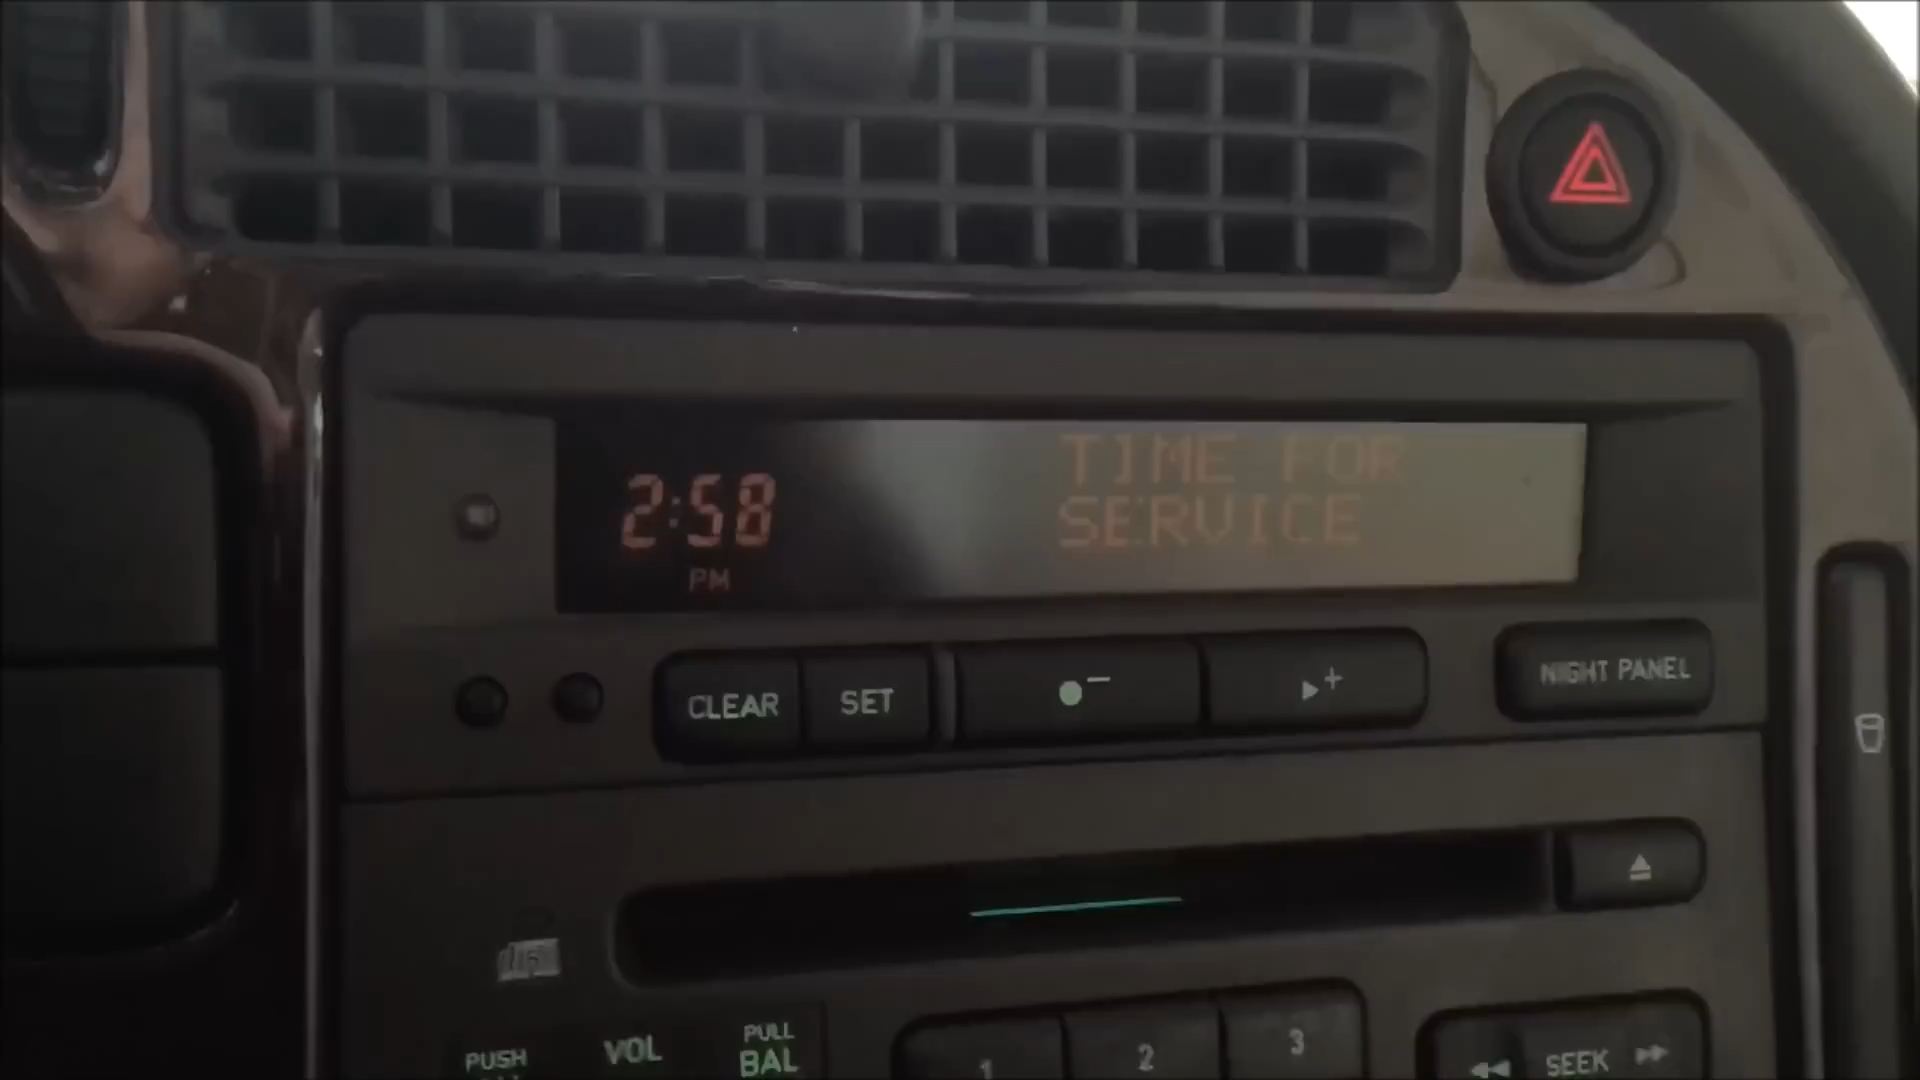 TIME FOR
2:58
SERVICE
PM
CLEAR
SET
NIGHT PANEL
PUSH
VOL
PULL
BAL
1
2
3
SEEK